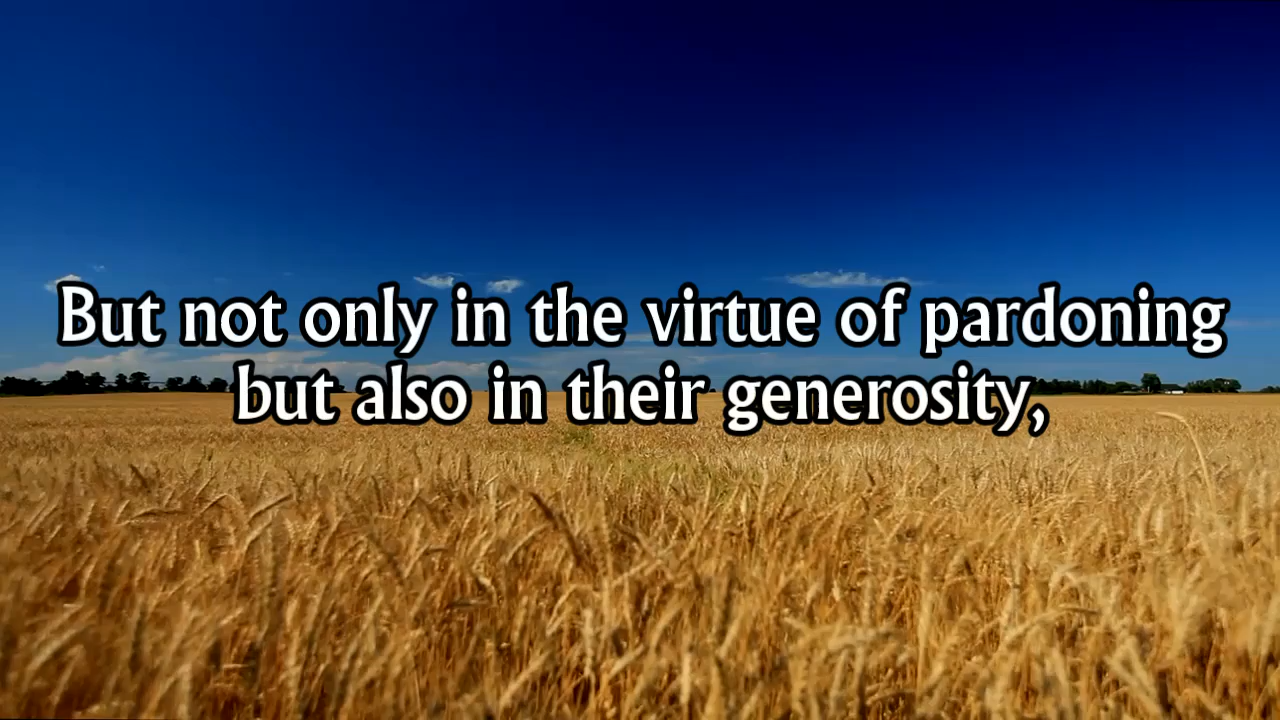 But not only in the virtue of pardoning
but also in their generosity,